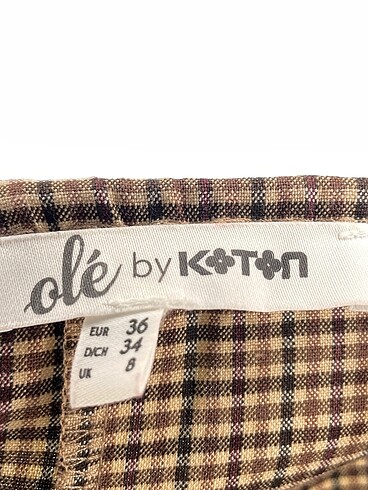 olé by KOTON
EUR 36
D/CH 34
UK 8